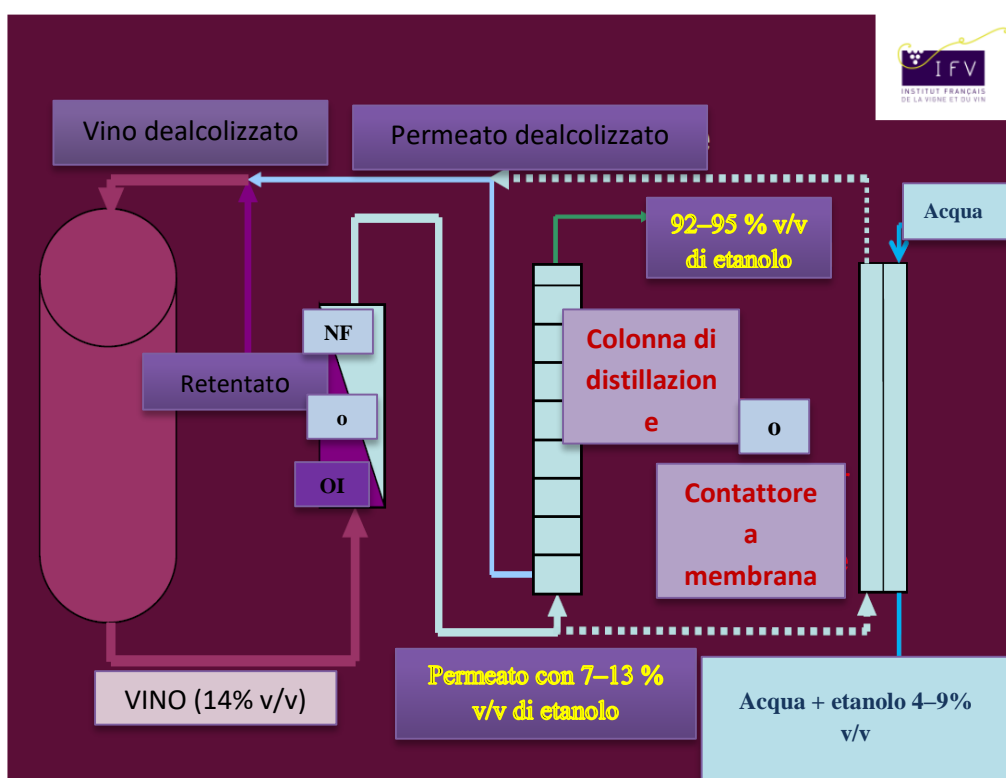 IFV
INSTITUT FRANÇAIS
DE LA VIGNE ET DU VIN
Vino dealcolizzato
Permeato dealcolizzato
Acqua
92–95 % v/v
di etanolo
NF
Colonna di
distillazion
e
Retentato
o
o
OI
Contattore
a
membrana
Permeato con 7–13 %
v/v di etanolo
VINO (14% v/v)
Acqua + etanolo 4–9%
v/v